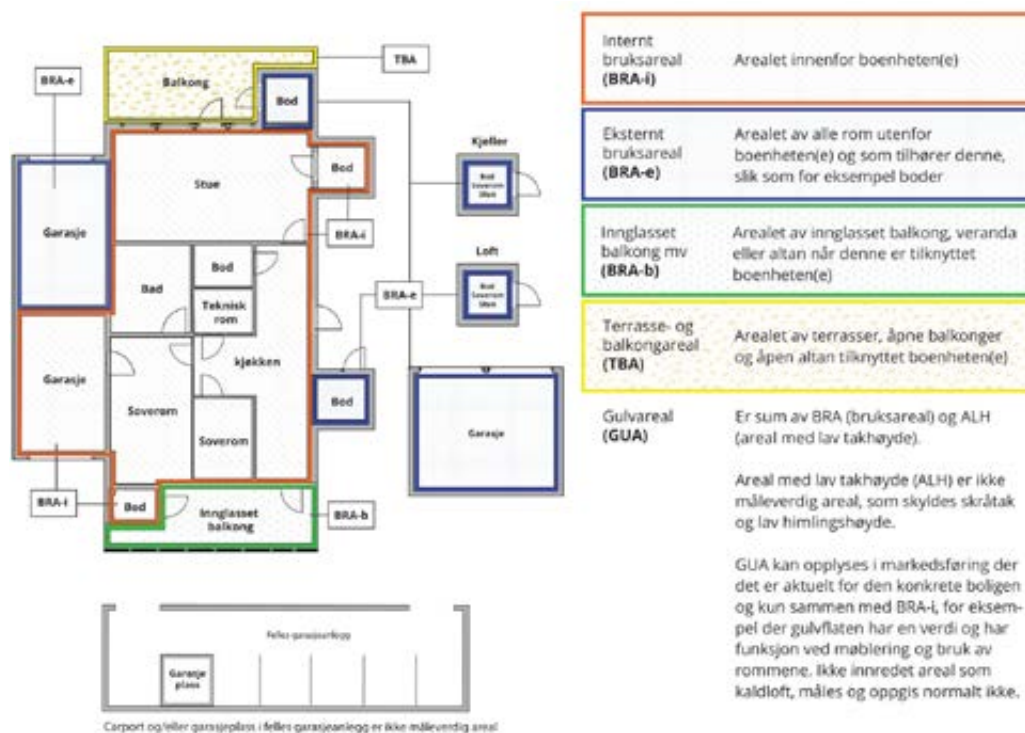 TBA
BRA-e
Balkong
Bod
Kjeller
Bod
Stue
Bod
Soverom
Garasje
BRA-i
Loft
Bod
Bad
BRA-e
Bod
Soverom
Teknisk
rom
kjøkken
Garasje
Bod
Garasje
Soverom
Soverom
BRA-i
Bod
Innglasset
balkong
BRA-b
Felles garasjeanlegg
Garasje
plass
Carport og/eller garasjeplass i felles garasjeanlegg er ikke måleverdig areal
Internt
bruksareal
(BRA-i)
Arealet innenfor boenheten(e)
Eksternt
bruksareal
(BRA-e)
Arealet av alle rom utenfor
boenheten(e) og som tilhører denne,
slik som for eksempel boder
Innglasset
balkong mv
(BRA-b)
Arealet av innglasset balkong, veranda
eller altan når denne er tilknyttet
boenheten(e)
Terrasse- og
balkongareal
(TBA)
Arealet av terrasser, åpne balkonger
og åpen altan tilknyttet boenheten(e)
Gulvareal
(GUA)
Er sum av BRA (bruksareal) og ALH
(areal med lav takhøyde).
Areal med lav takhøyde (ALH) er ikke
måleverdig areal, som skyldes skråtak
og lav himlingshøyde.
GUA kan opplyses i markedsføring der
det er aktuelt for den konkrete boligen
og kun sammen med BRA-i, for eksem-
pel der gulvflaten har en verdi og har
funksjon ved møblering og bruk av
rommene. Ikke innredet areal som
kaldloft, måles og oppgis normalt ikke.